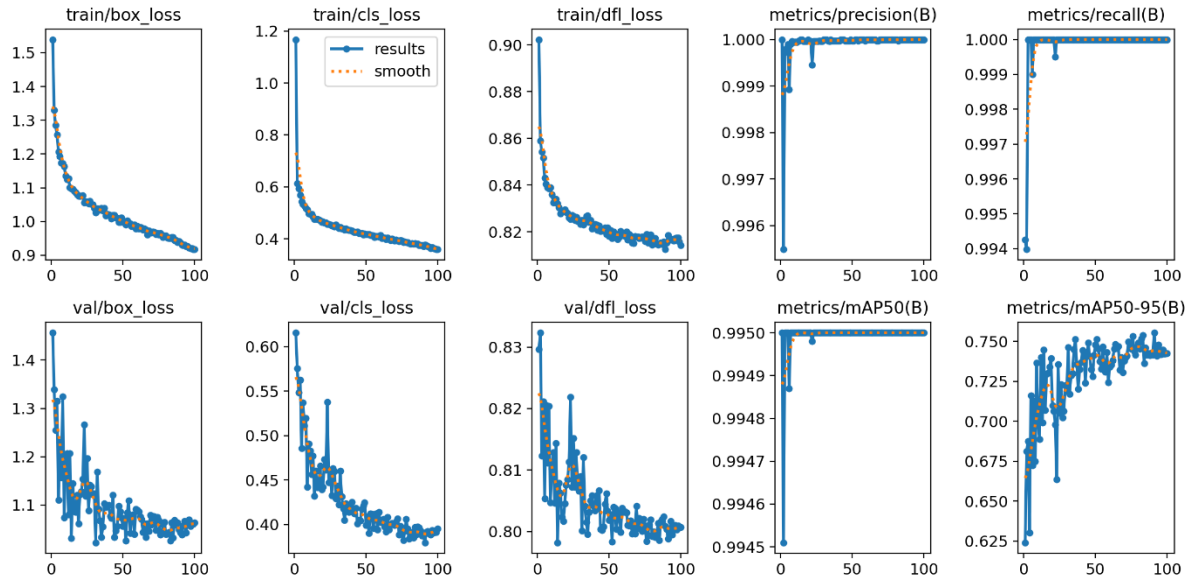 train/box_loss
train/cls_loss
train/dfl_loss
metrics/precision(B)
metrics/recall(B)
1.5
1.4
1.3
1.2
1.1
1.0
0.9
0 50 100
1.2
1.0
0.8
0.6
0.4
0 50 100
results
smooth
0.90
0.88
0.86
0.84
0.82
0 50 100
1.000
0.999
0.998
0.997
0.996
0 50 100
1.000
0.999
0.998
0.997
0.996
0.995
0.994
0 50 100
val/box_loss
val/cls_loss
val/dfl_loss
metrics/mAP50(B)
metrics/mAP50-95(B)
1.4
1.3
1.2
1.1
0 50 100
0.60
0.55
0.50
0.45
0.40
0 50 100
0.83
0.82
0.81
0.80
0 50 100
0.9950
0.9949
0.9948
0.9947
0.9946
0.9945
0 50 100
0.750
0.725
0.700
0.675
0.650
0.625
0 50 100